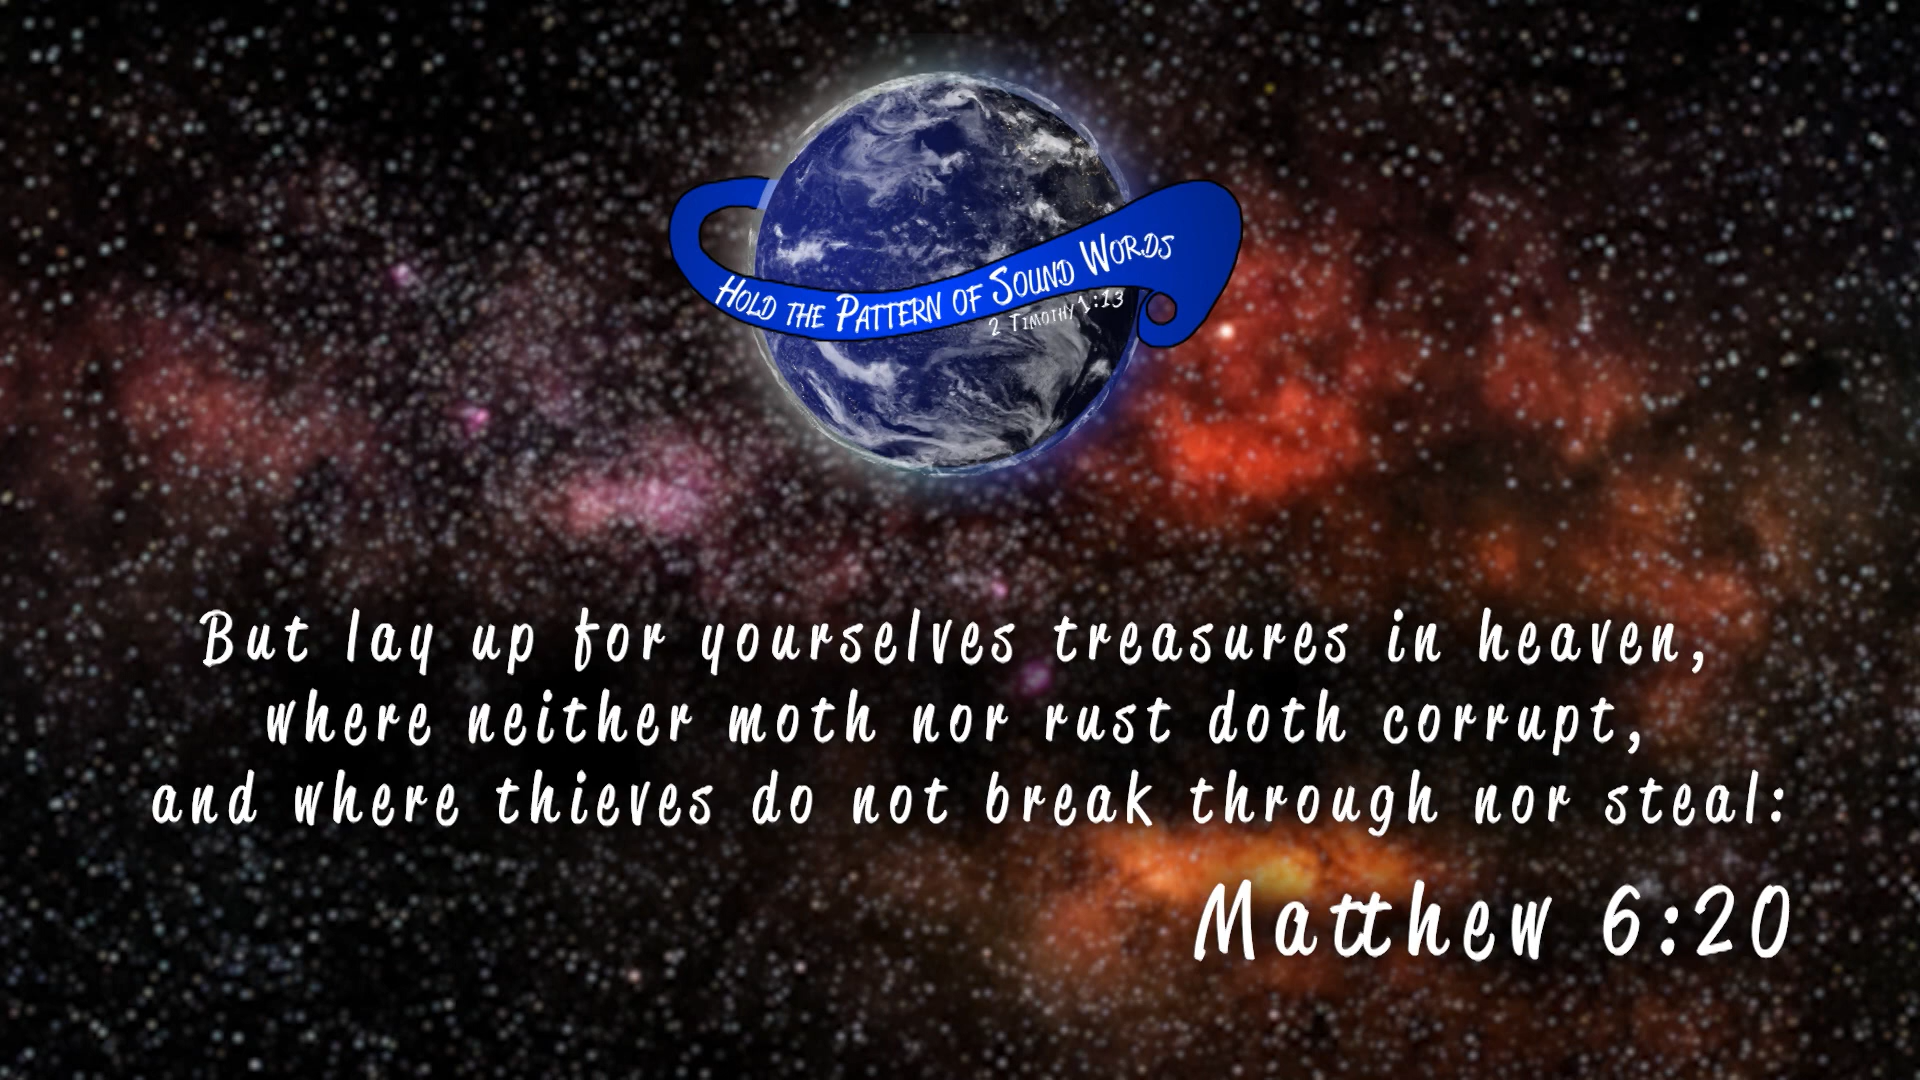 Hold the Pattern of Sound Words
2 Timothy 1:13
But lay up for yourselves treasures in heaven,
where neither moth nor rust doth corrupt,
and where thieves do not break through nor steal:
Matthew 6:20